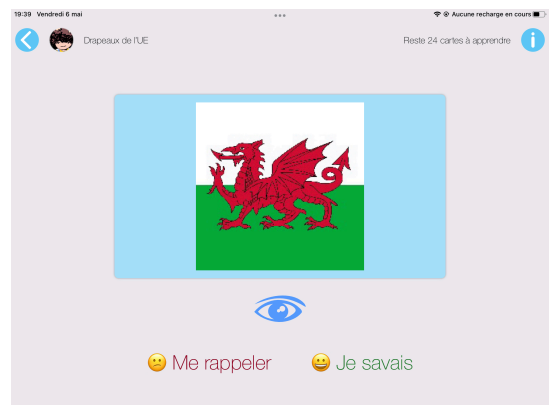 19:39 Vendredi 6 mai
Aucune recharge en cours
Drapeaux de l'UE
Reste 24 cartes à apprendre
Me rappeler
Je savais